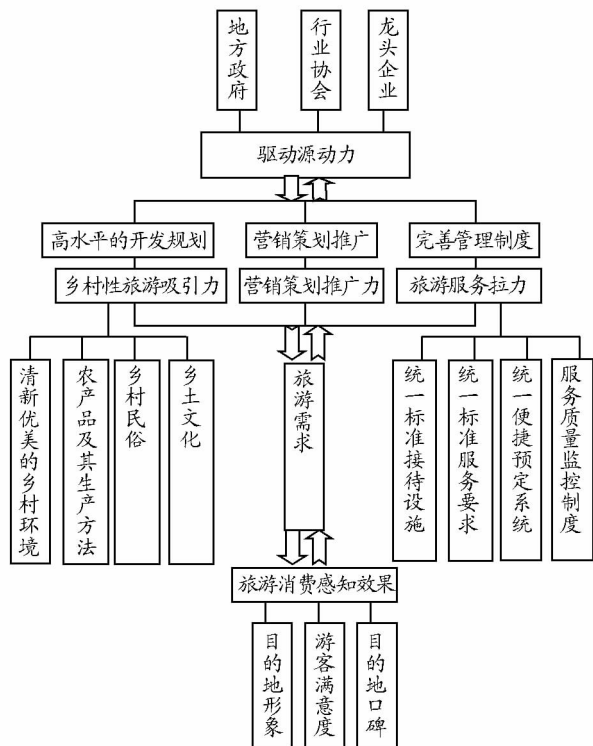 地方政府
行业协会
龙头企业
驱动源动力
高水平的开发规划
营销策划推广
完善管理制度
乡村性旅游吸引力
营销策划推广力
旅游服务拉力
清新优美的乡村环境
农产品及其生产方法
乡村民俗
乡土文化
旅游需求
统一标准接待设施
统一标准服务要求
统一便捷预定系统
服务质量监控制度
旅游消费感知效果
目的地形象
游客满意度
目的地口碑